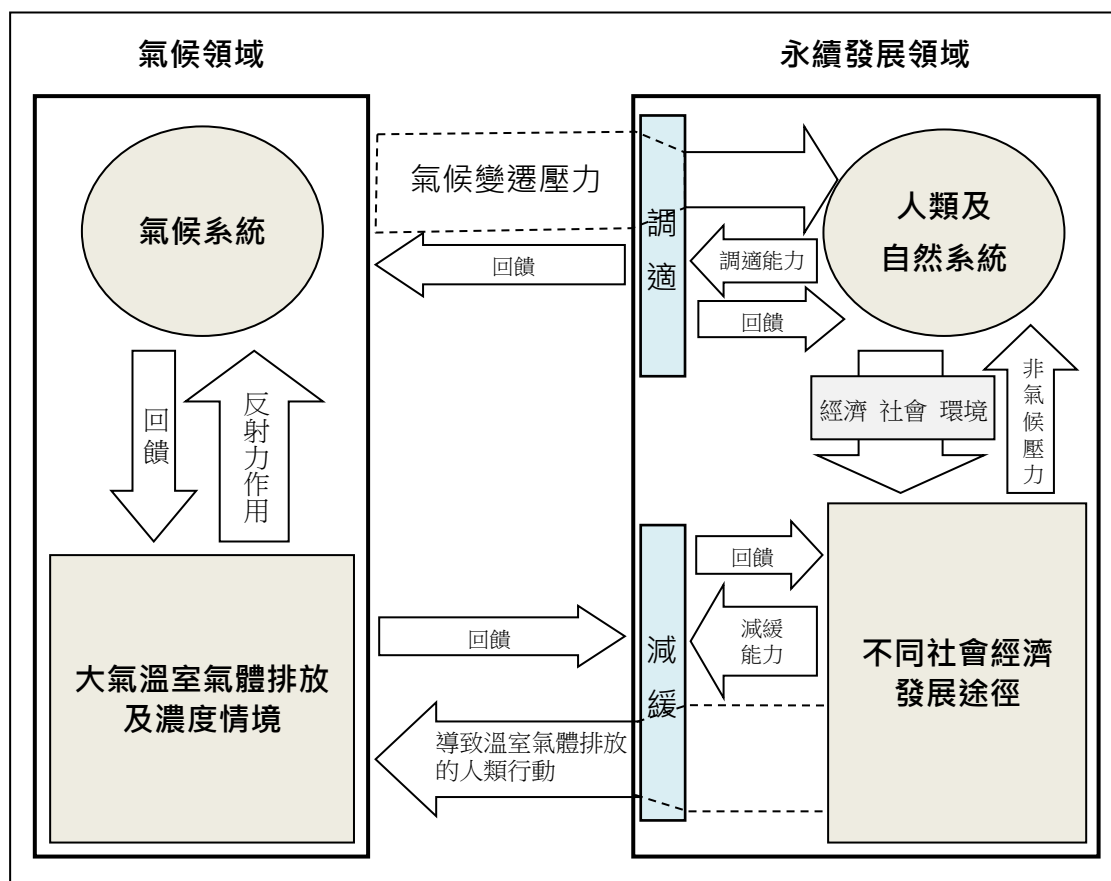 氣候領域
永續發展領域
氣候系統
氣候變遷壓力
調適
人類及
自然系統
回饋
調適能力
回饋
回饋
反射力作用
經濟 社會 環境
非氣候壓力
大氣溫室氣體排放
及濃度情境
回饋
減緩
回饋
減緩
能力
不同社會經濟
發展途徑
導致溫室氣體排放
的人類行動